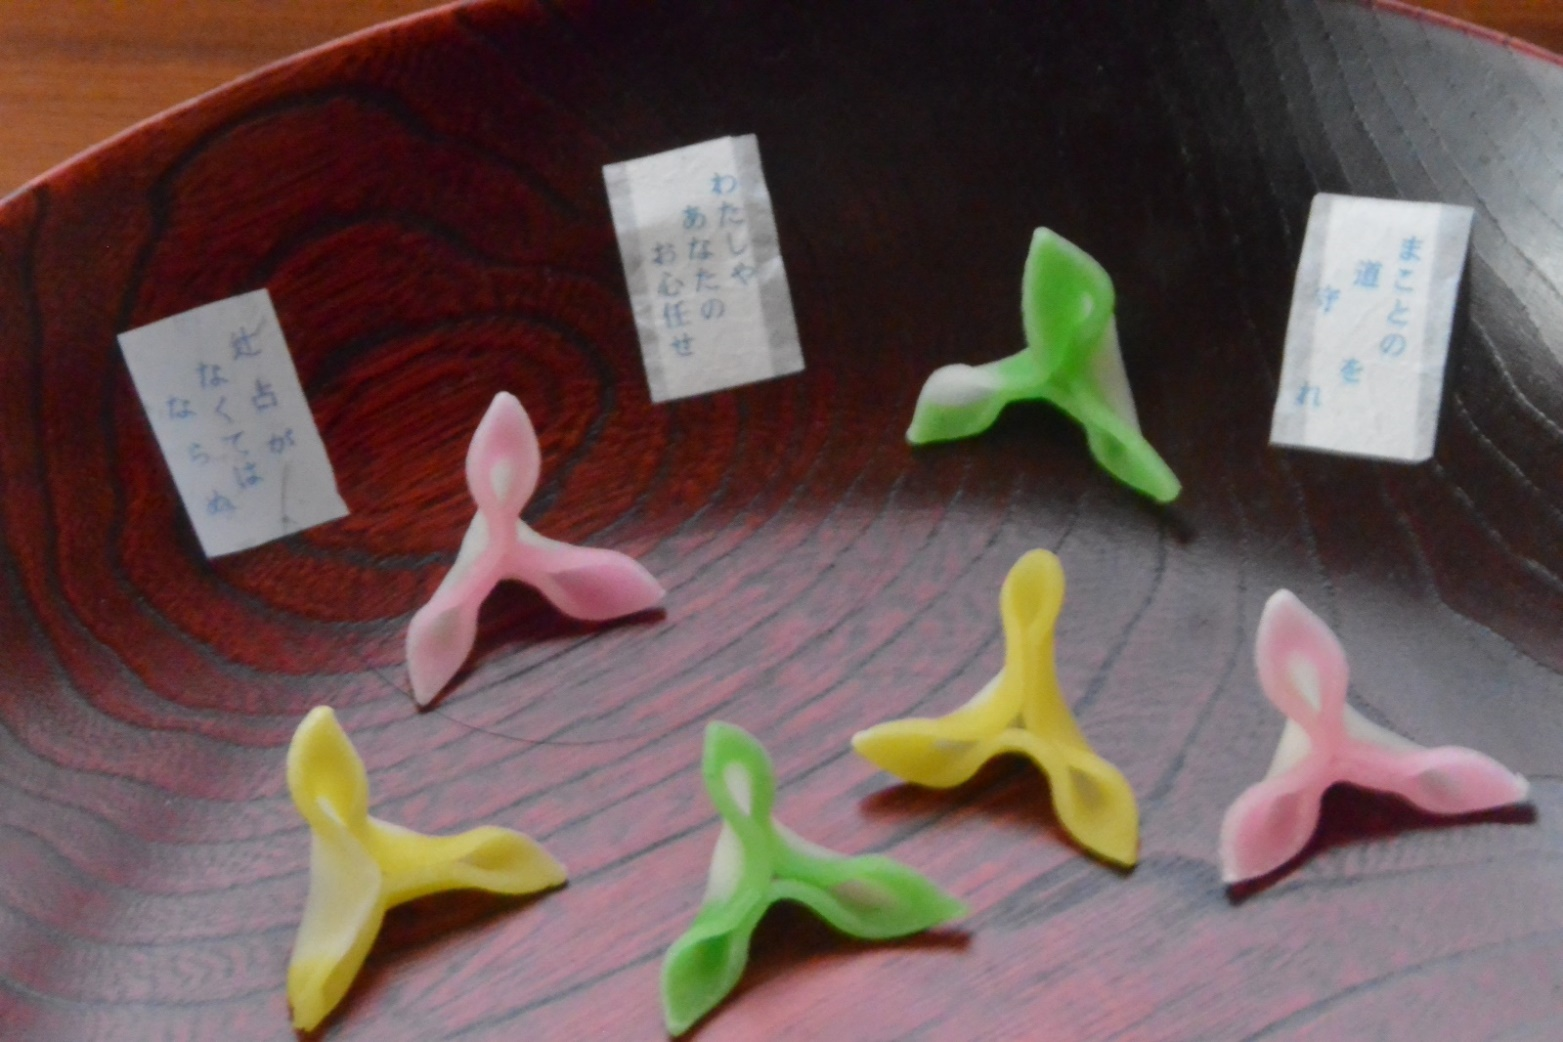 辻占が
なくては
ならぬ
わたしゃ
あなたの
お心任せ
まことの
道を
守れ